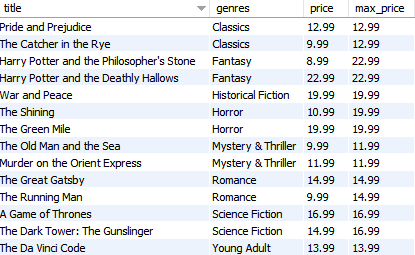 title genres price max_price
Pride and Prejudice Classics 12.99 12.99
The Catcher in the Rye Classics 9.99 12.99
Harry Potter and the Philosopher's Stone Fantasy 8.99 22.99
Harry Potter and the Deathly Hallows Fantasy 22.99 22.99
War and Peace Historical Fiction 19.99 19.99
The Shining Horror 10.99 19.99
The Green Mile Horror 19.99 19.99
The Old Man and the Sea Mystery & Thriller 9.99 11.99
Murder on the Orient Express Mystery & Thriller 11.99 11.99
The Great Gatsby Romance 14.99 14.99
The Running Man Romance 9.99 14.99
A Game of Thrones Science Fiction 16.99 16.99
The Dark Tower: The Gunslinger Science Fiction 14.99 16.99
The Da Vinci Code Young Adult 13.99 13.99